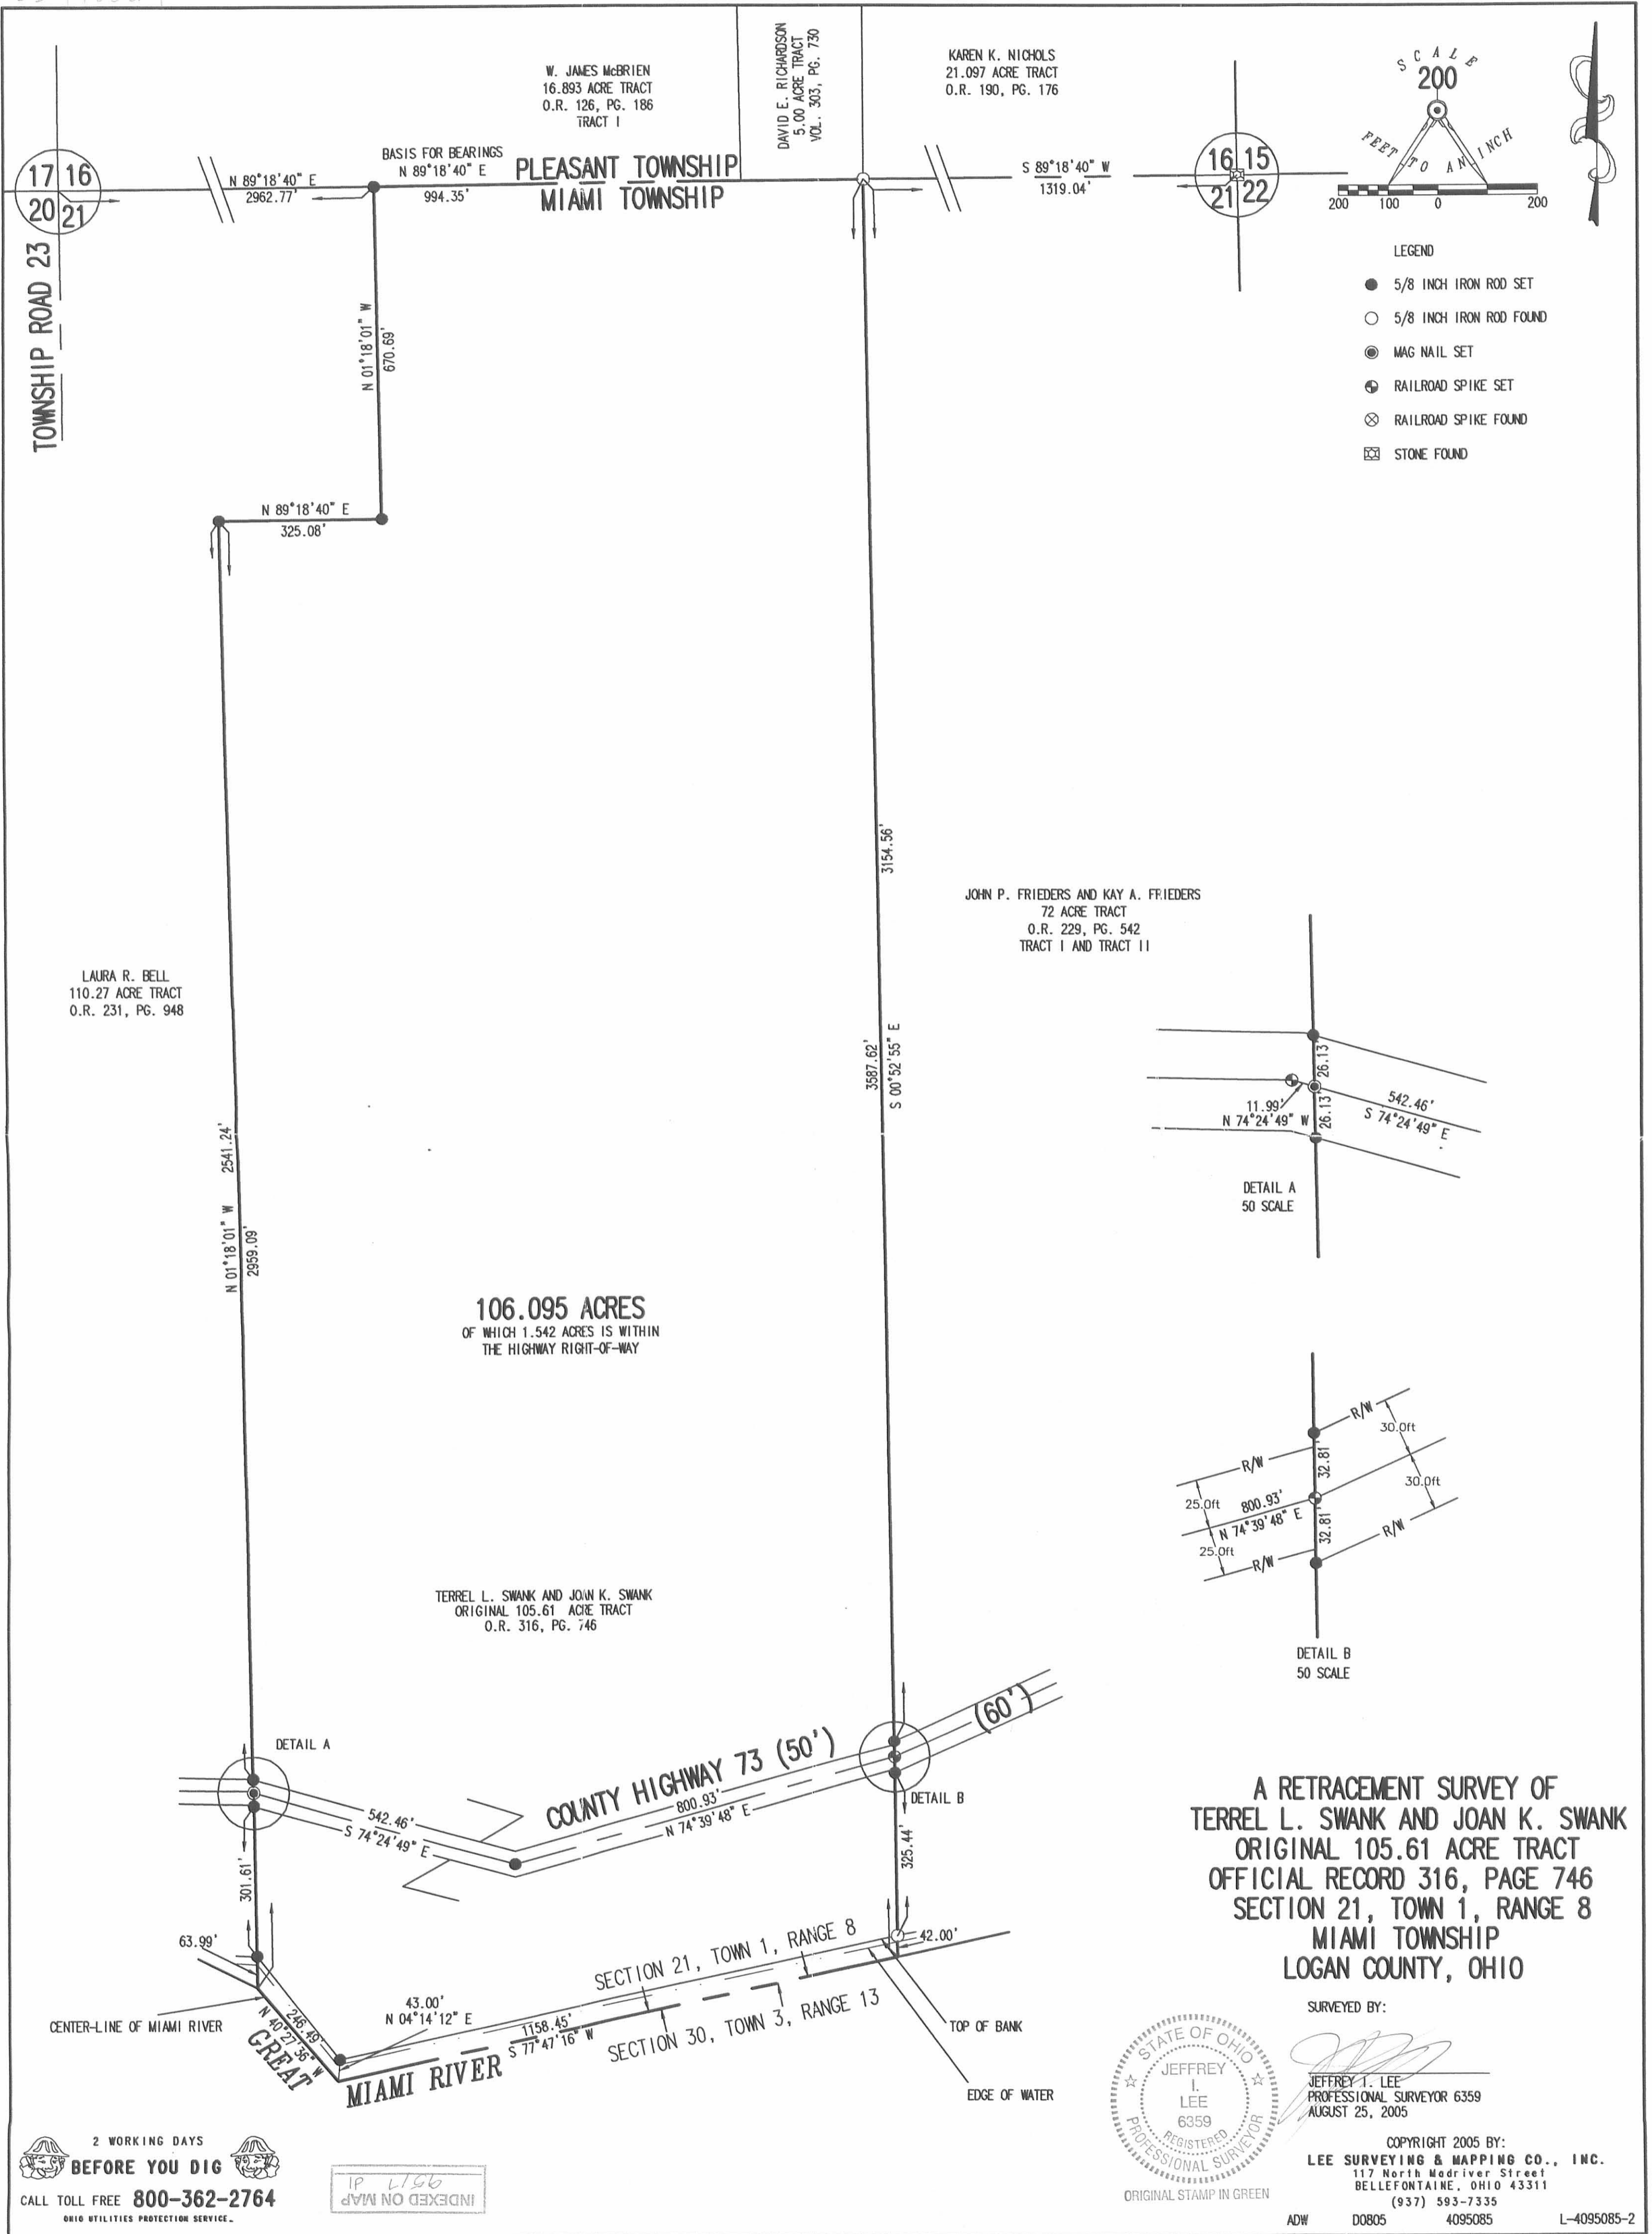 W. JAMES McBRIEN
16.893 ACRE TRACT
O.R. 126, PG. 186
TRACT I
DAVID E. RICHARDSON
5.00 ACRE TRACT
VOL. 303, PG. 730
KAREN K. NICHOLS
21.097 ACRE TRACT
O.R. 190, PG. 176
SCALE
200
FEET TO AN INCH
200 100 0 200
17 16
20 21
N 89°18'40" E
2962.77'
BASIS FOR BEARINGS
N 89°18'40" E
994.35'
PLEASANT TOWNSHIP
MIAMI TOWNSHIP
S 89°18'40" W
1319.04'
16 15
21 22
TOWNSHIP ROAD 23
LEGEND
5/8 INCH IRON ROD SET
5/8 INCH IRON ROD FOUND
MAG NAIL SET
RAILROAD SPIKE SET
RAILROAD SPIKE FOUND
STONE FOUND
N 01°18'01" W
670.69'
N 89°18'40" E
325.08'
3154.56'
JOHN P. FRIEDERS AND KAY A. FRIEDERS
72 ACRE TRACT
O.R. 229, PG. 542
TRACT I AND TRACT II
LAURA R. BELL
110.27 ACRE TRACT
O.R. 231, PG. 948
3587.62'
S 00°52'55" E
26.13'
11.99'
N 74°24'49" W
26.13'
542.46'
S 74°24'49" E
DETAIL A
50 SCALE
N 01°18'01" W 2541.24'
2959.09'
106.095 ACRES
OF WHICH 1.542 ACRES IS WITHIN
THE HIGHWAY RIGHT-OF-WAY
R/W
30.0ft
R/W
32.81'
30.0ft
25.0ft
800.93'
N 74°39'48" E
32.81'
R/W
25.0ft
R/W
DETAIL B
50 SCALE
TERREL L. SWANK AND JOAN K. SWANK
ORIGINAL 105.61 ACRE TRACT
O.R. 316, PG. 746
DETAIL A
COUNTY HIGHWAY 73 (50')
(60')
542.46'
S 74°24'49" E
800.93'
N 74°39'48" E
DETAIL B
301.61'
325.44'
63.99'
42.00'
CENTER-LINE OF MIAMI RIVER
246.49'
N 40°27'36" W
43.00'
N 04°14'12" E
1158.45'
S 77°47'16" W
SECTION 21, TOWN 1, RANGE 8
SECTION 30, TOWN 3, RANGE 13
GREAT
MIAMI RIVER
TOP OF BANK
EDGE OF WATER
A RETRACEMENT SURVEY OF
TERREL L. SWANK AND JOAN K. SWANK
ORIGINAL 105.61 ACRE TRACT
OFFICIAL RECORD 316, PAGE 746
SECTION 21, TOWN 1, RANGE 8
MIAMI TOWNSHIP
LOGAN COUNTY, OHIO
SURVEYED BY:
JEFFREY I. LEE
PROFESSIONAL SURVEYOR 6359
AUGUST 25, 2005
STATE OF OHIO
JEFFREY
I.
LEE
6359
REGISTERED
PROFESSIONAL SURVEYOR
ORIGINAL STAMP IN GREEN
COPYRIGHT 2005 BY:
LEE SURVEYING & MAPPING CO., INC.
117 North Madriver Street
BELLEFONTAINE, OHIO 43311
(937) 593-7335
ADW D0805 4095085 L-4095085-2
2 WORKING DAYS
BEFORE YOU DIG
CALL TOLL FREE 800-362-2764
OHIO UTILITIES PROTECTION SERVICE.
INDEXED ON MAP